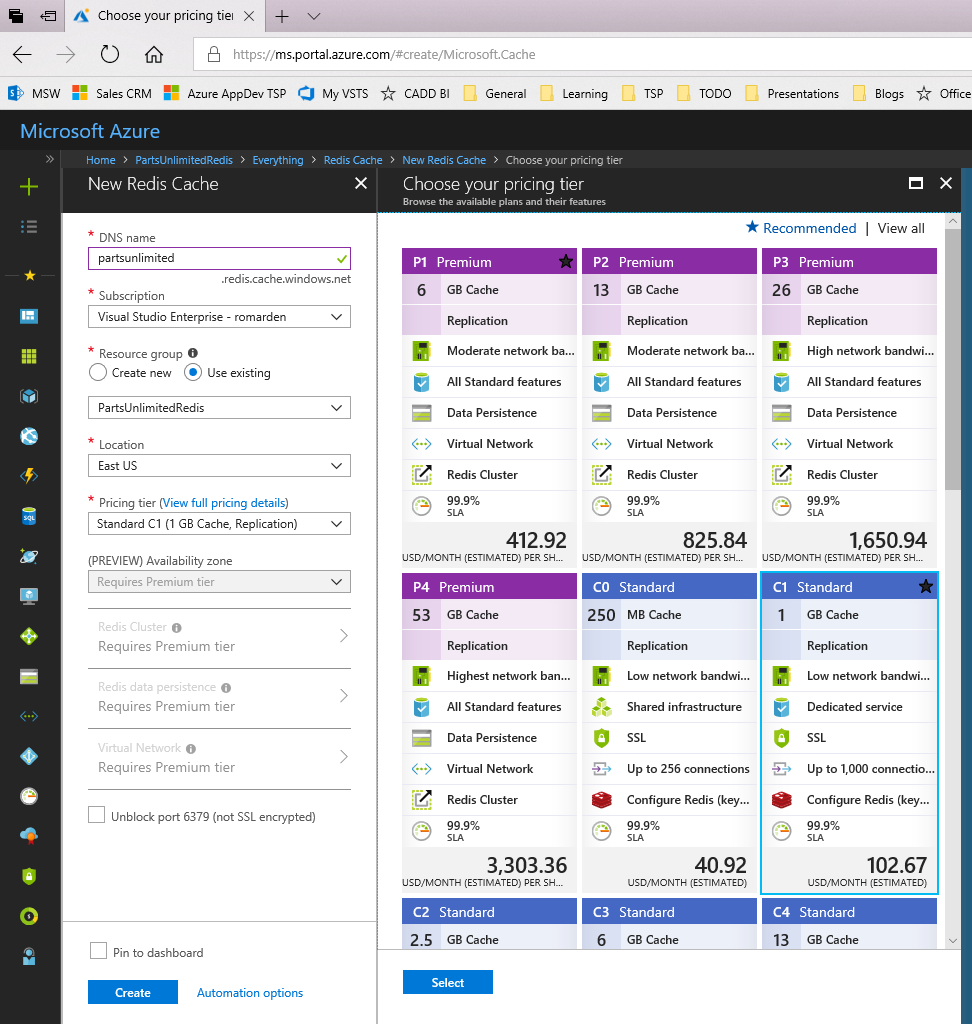 Choose your pricing tier
https://ms.portal.azure.com/#create/Microsoft.Cache
MSW Sales CRM Azure AppDev TSP My VSTS CADD BI General Learning TSP TODO Presentations Blogs Office
Microsoft Azure
Home > PartsUnlimitedRedis > Everything > Redis Cache > New Redis Cache > Choose your pricing tier
New Redis Cache
* DNS name
partsunlimited
.redis.cache.windows.net
* Subscription
Visual Studio Enterprise - romarden
* Resource group
Create new Use existing
PartsUnlimitedRedis
* Location
East US
* Pricing tier (View full pricing details)
Standard C1 (1 GB Cache, Replication)
(PREVIEW) Availability zone
Requires Premium tier
Redis Cluster
Requires Premium tier
Redis data persistence
Requires Premium tier
Virtual Network
Requires Premium tier
Unblock port 6379 (not SSL encrypted)
Pin to dashboard
Create Automation options
Choose your pricing tier
Browse the available plans and their features
Recommended | View all
P1 Premium
6 GB Cache
Replication
Moderate network ba...
All Standard features
Data Persistence
Virtual Network
Redis Cluster
99.9%
SLA
412.92
USD/MONTH (ESTIMATED) PER SH...
P2 Premium
13 GB Cache
Replication
Moderate network ba...
All Standard features
Data Persistence
Virtual Network
Redis Cluster
99.9%
SLA
825.84
USD/MONTH (ESTIMATED) PER SH...
P3 Premium
26 GB Cache
Replication
High network bandwi...
All Standard features
Data Persistence
Virtual Network
Redis Cluster
99.9%
SLA
1,650.94
USD/MONTH (ESTIMATED) PER SH...
P4 Premium
53 GB Cache
Replication
Highest network ban...
All Standard features
Data Persistence
Virtual Network
Redis Cluster
99.9%
SLA
3,303.36
USD/MONTH (ESTIMATED) PER SH...
C0 Standard
250 MB Cache
Replication
Low network bandwi...
Shared infrastructure
SSL
Up to 256 connections
Configure Redis (key...
99.9%
SLA
40.92
USD/MONTH (ESTIMATED)
C1 Standard
1 GB Cache
Replication
Low network bandwi...
Dedicated service
SSL
Up to 1,000 connectio...
Configure Redis (key...
99.9%
SLA
102.67
USD/MONTH (ESTIMATED)
C2 Standard
2.5 GB Cache
C3 Standard
6 GB Cache
C4 Standard
13 GB Cache
Select